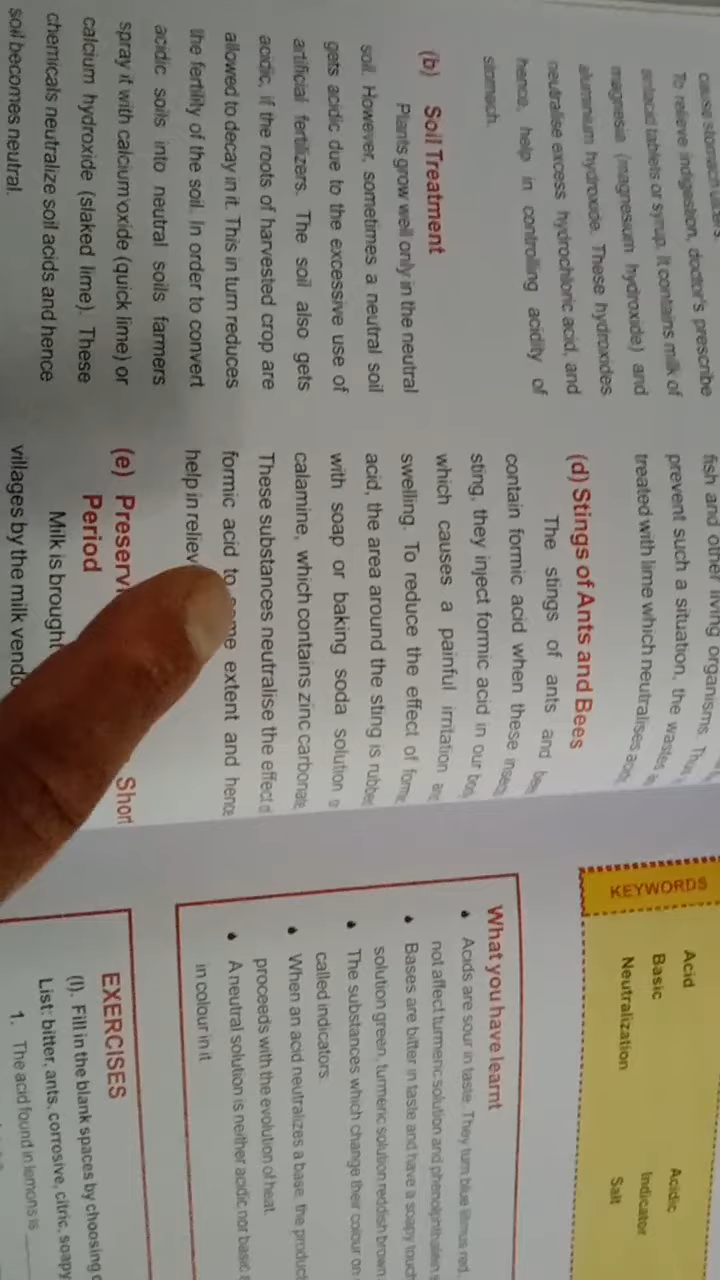 cause stomach
To relieve indigestion, doctor's prescribe
antacid tablets or syrup. It contains milk of
magnesia (magnesium hydroxide) and
aluminium hydroxide. These hydroxides
neutralise excess hydrochloric acid, and
hence, help in controlling acidity of
stomach.
(b) Soil Treatment
Plants grow well only in the neutral
soil. However, sometimes a neutral soil
gets acidic due to the excessive use of
artificial fertilizers. The soil also gets
acidic, if the roots of harvested crop are
allowed to decay in it. This in turn reduces
the fertility of the soil. In order to convert
acidic soils into neutral soils farmers
spray it with calcium oxide (quick lime) or
calcium hydroxide (slaked lime). These
chemicals neutralize soil acids and hence
soil becomes neutral.
fish and other living organisms.
prevent such a situation, the wastes
treated with lime which neutralises
(d) Stings of Ants and Bees
The stings of ants and
contain formic acid when these
sting, they inject formic acid in our
which causes a painful irritation
swelling. To reduce the effect of
acid, the area around the sting is
with soap or baking soda solution
calamine, which contains zinc carbonate
These substances neutralise the effect
formic acid to extent and hence
help in
(e) Short
Period
Milk is brought
villages by the milk
KEYWORDS
Acid Acidic
Basic Indicator
Neutralization Salt
What you have learnt
Acids are sour in taste. They turn blue litmus red
not affect turmeric solution and phenolphthalein
Bases are bitter in taste and have a soapy touch
solution green, turmeric solution reddish brown
The substances which change their colour on
called indicators.
When an acid neutralizes a base, the
proceeds with the evolution of heat.
A neutral solution is neither acidic nor basic
in colour in it
EXERCISES
(I). Fill in the blank spaces by choosing
List: bitter, ants, corrosive, citric, soapy
1. The acid found in lemons is